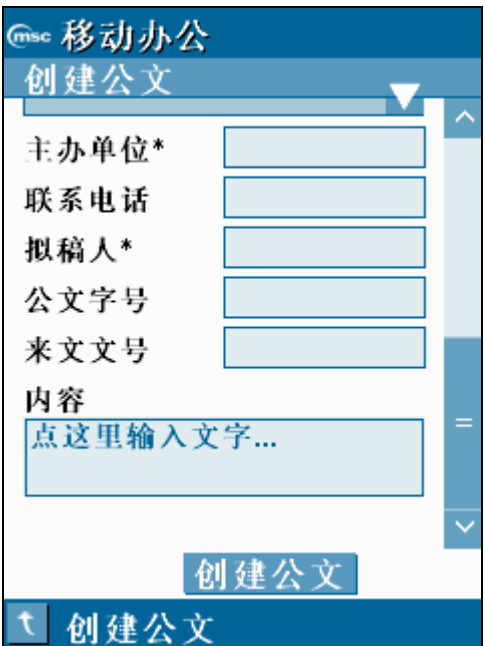 msc 移动办公
创建公文
主办单位*
联系电话
拟稿人*
公文字号
来文文号
内容
点这里输入文字...
创建公文
创建公文